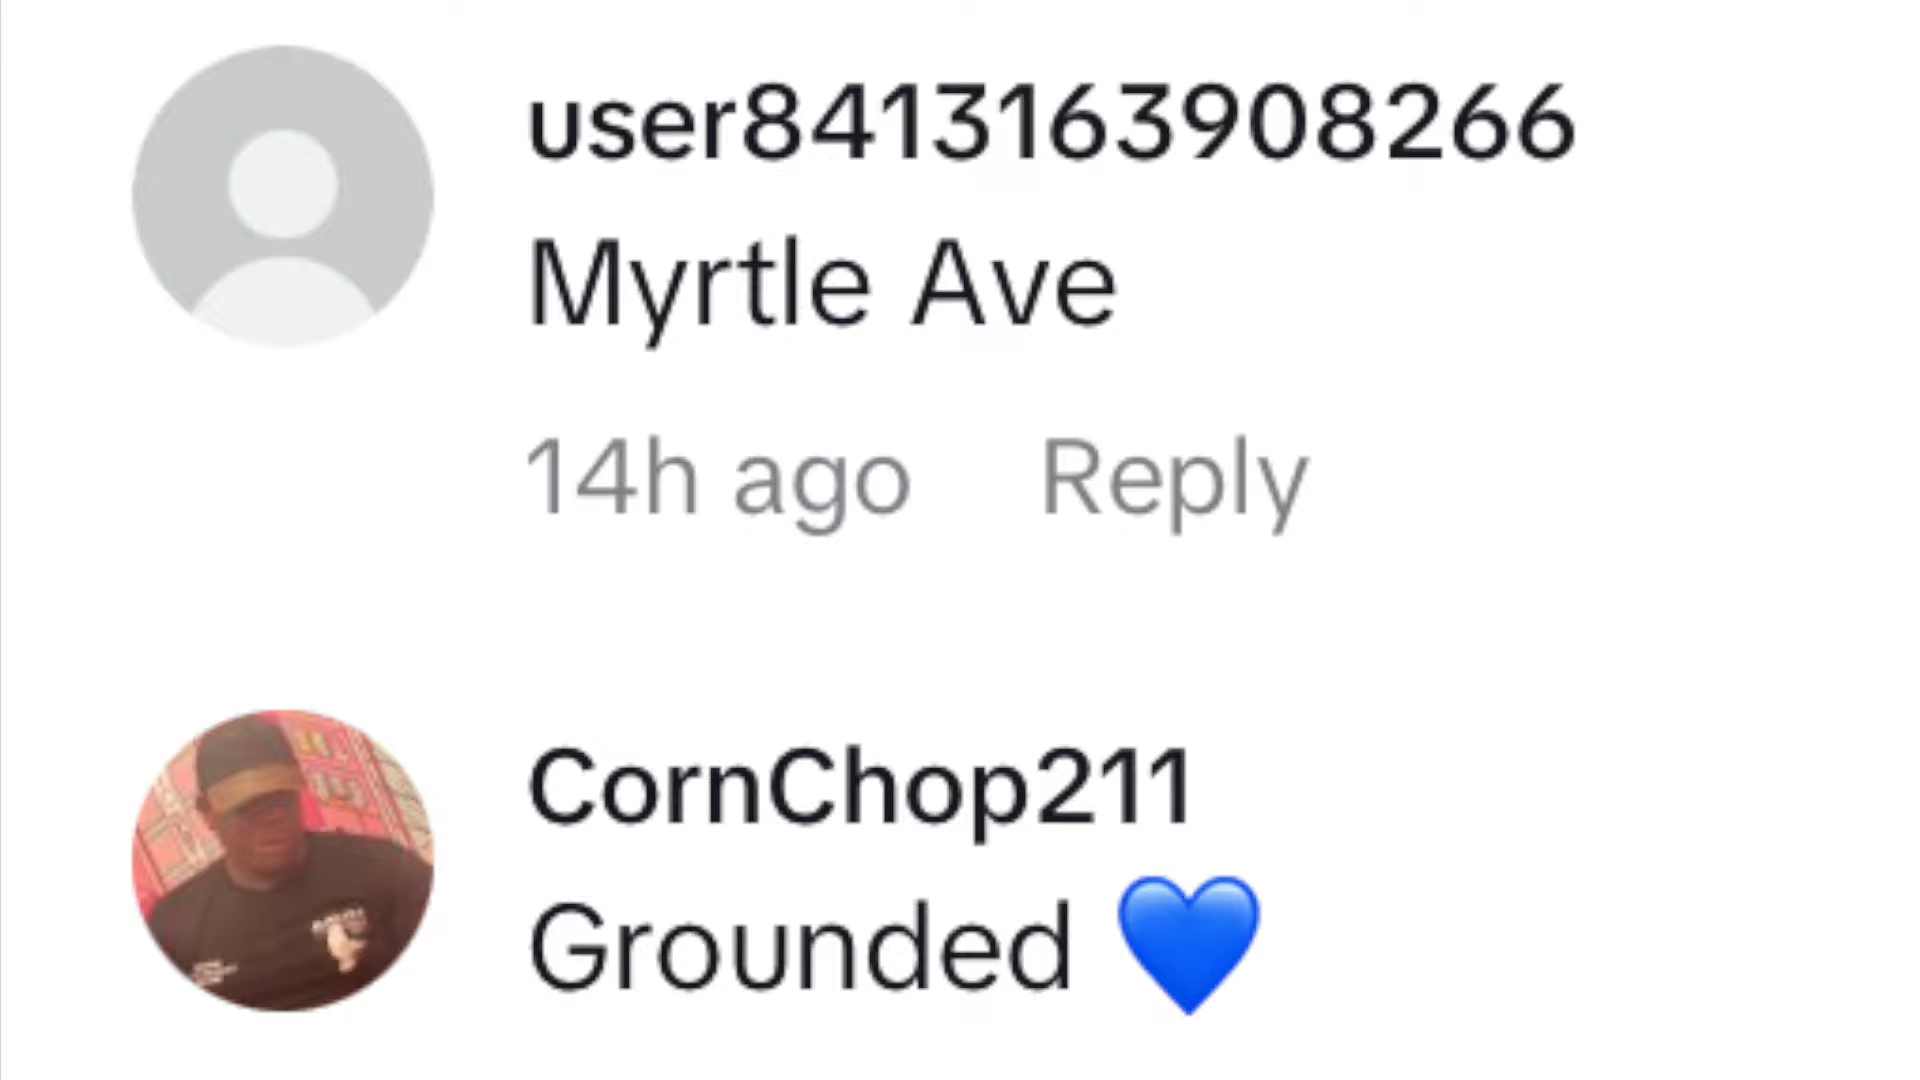 user8413163908266
Myrtle Ave
14h ago Reply
CornChop211
Grounded 💙